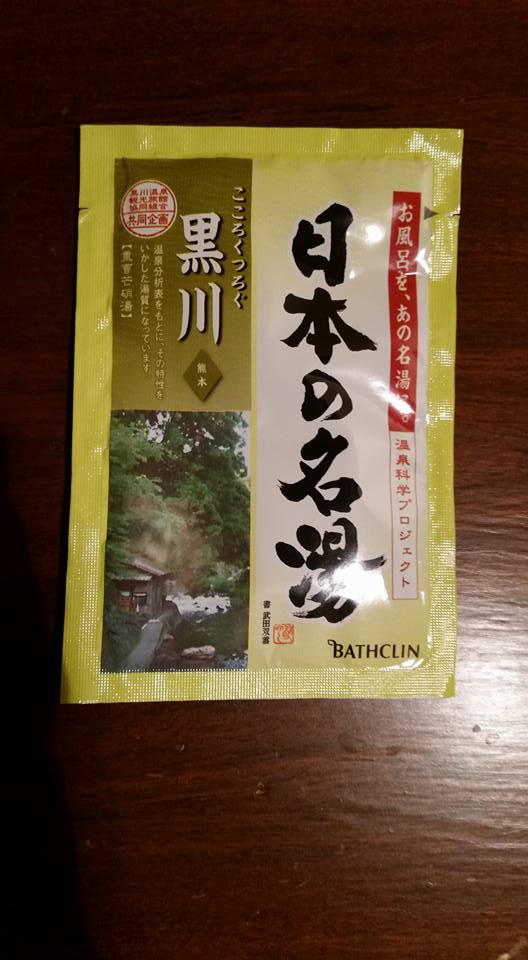 お風呂を、あの名湯に。
温泉科学プロジェクト
日本の名湯
書 武田双雲
BATHCLIN
こころくつろぐ
黒川
熊本
黒川温泉
観光旅館
協同組合
共同企画
温泉分析表をもとに、その特性を
いかした湯質になっています。
【重曹芒硝湯】